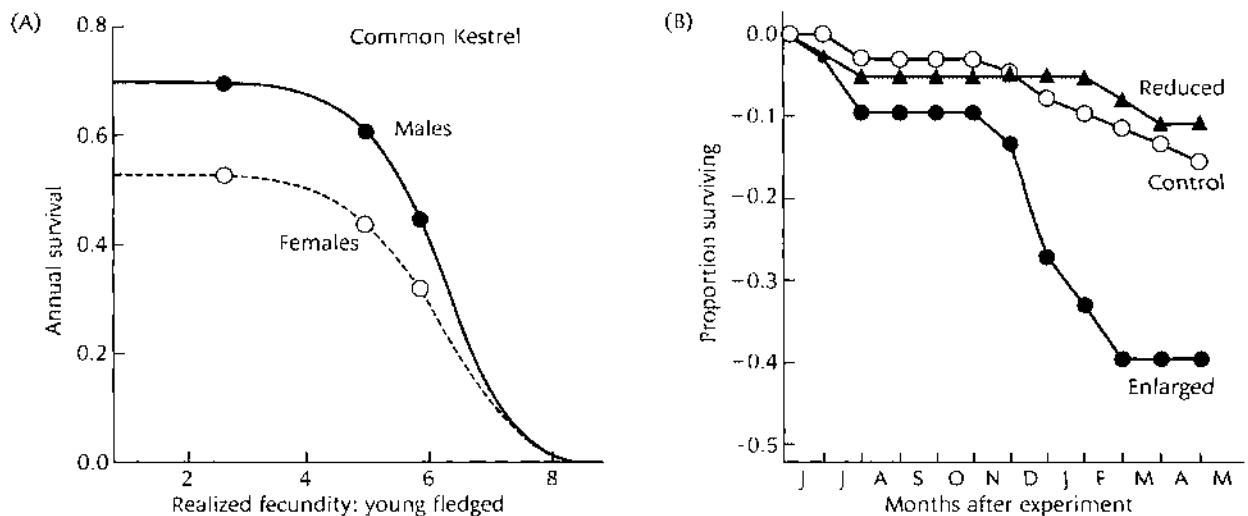 (A)
Common Kestrel
0.8
0.6
0.4
0.2
0.0
Males
Females
Annual survival
2 4 6 8
Realized fecundity: young fledged
(B)
0.0
-0.1
-0.2
-0.3
-0.4
-0.5
Reduced
Control
Enlarged
Proportion surviving
J J A S O N D J F M A M
Months after experiment